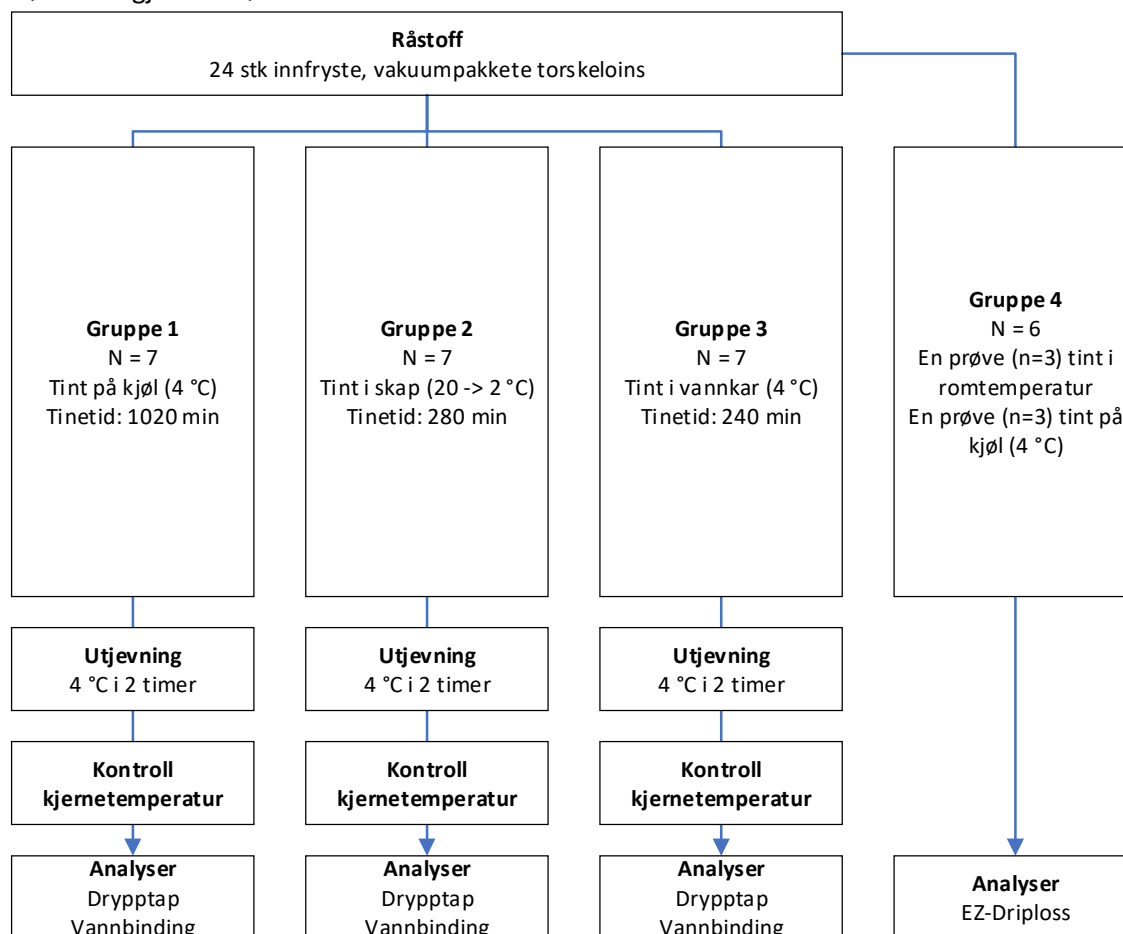 Råstoff
24 stk innfryste, vakuumpakkete torskeloins
Gruppe 1
N = 7
Tint på kjøl (4 °C)
Tinetid: 1020 min
Gruppe 2
N = 7
Tint i skap (20 -> 2 °C)
Tinetid: 280 min
Gruppe 3
N = 7
Tint i vannkar (4 °C)
Tinetid: 240 min
Gruppe 4
N = 6
En prøve (n=3) tint i
romtemperatur
En prøve (n=3) tint på
kjøl (4 °C)
Utjevning
4 °C i 2 timer
Utjevning
4 °C i 2 timer
Utjevning
4 °C i 2 timer
Kontroll
kjernetemperatur
Kontroll
kjernetemperatur
Kontroll
kjernetemperatur
Analyser
Drypptap
Vannbinding
Analyser
Drypptap
Vannbinding
Analyser
Drypptap
Vannbinding
Analyser
EZ-Driploss